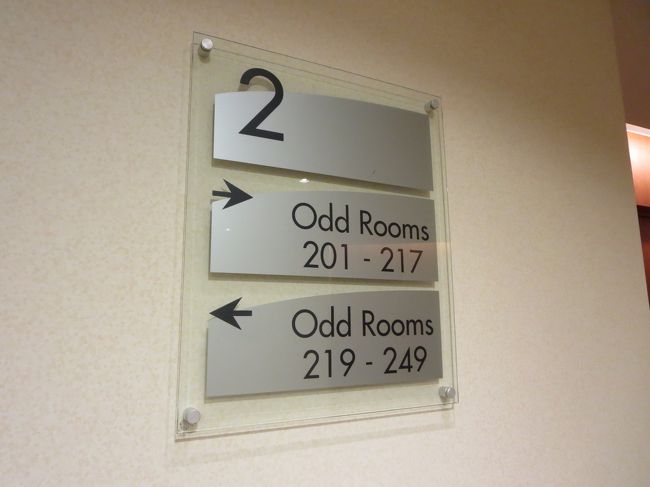 2
Odd Rooms
201 - 217
Odd Rooms
219 - 249